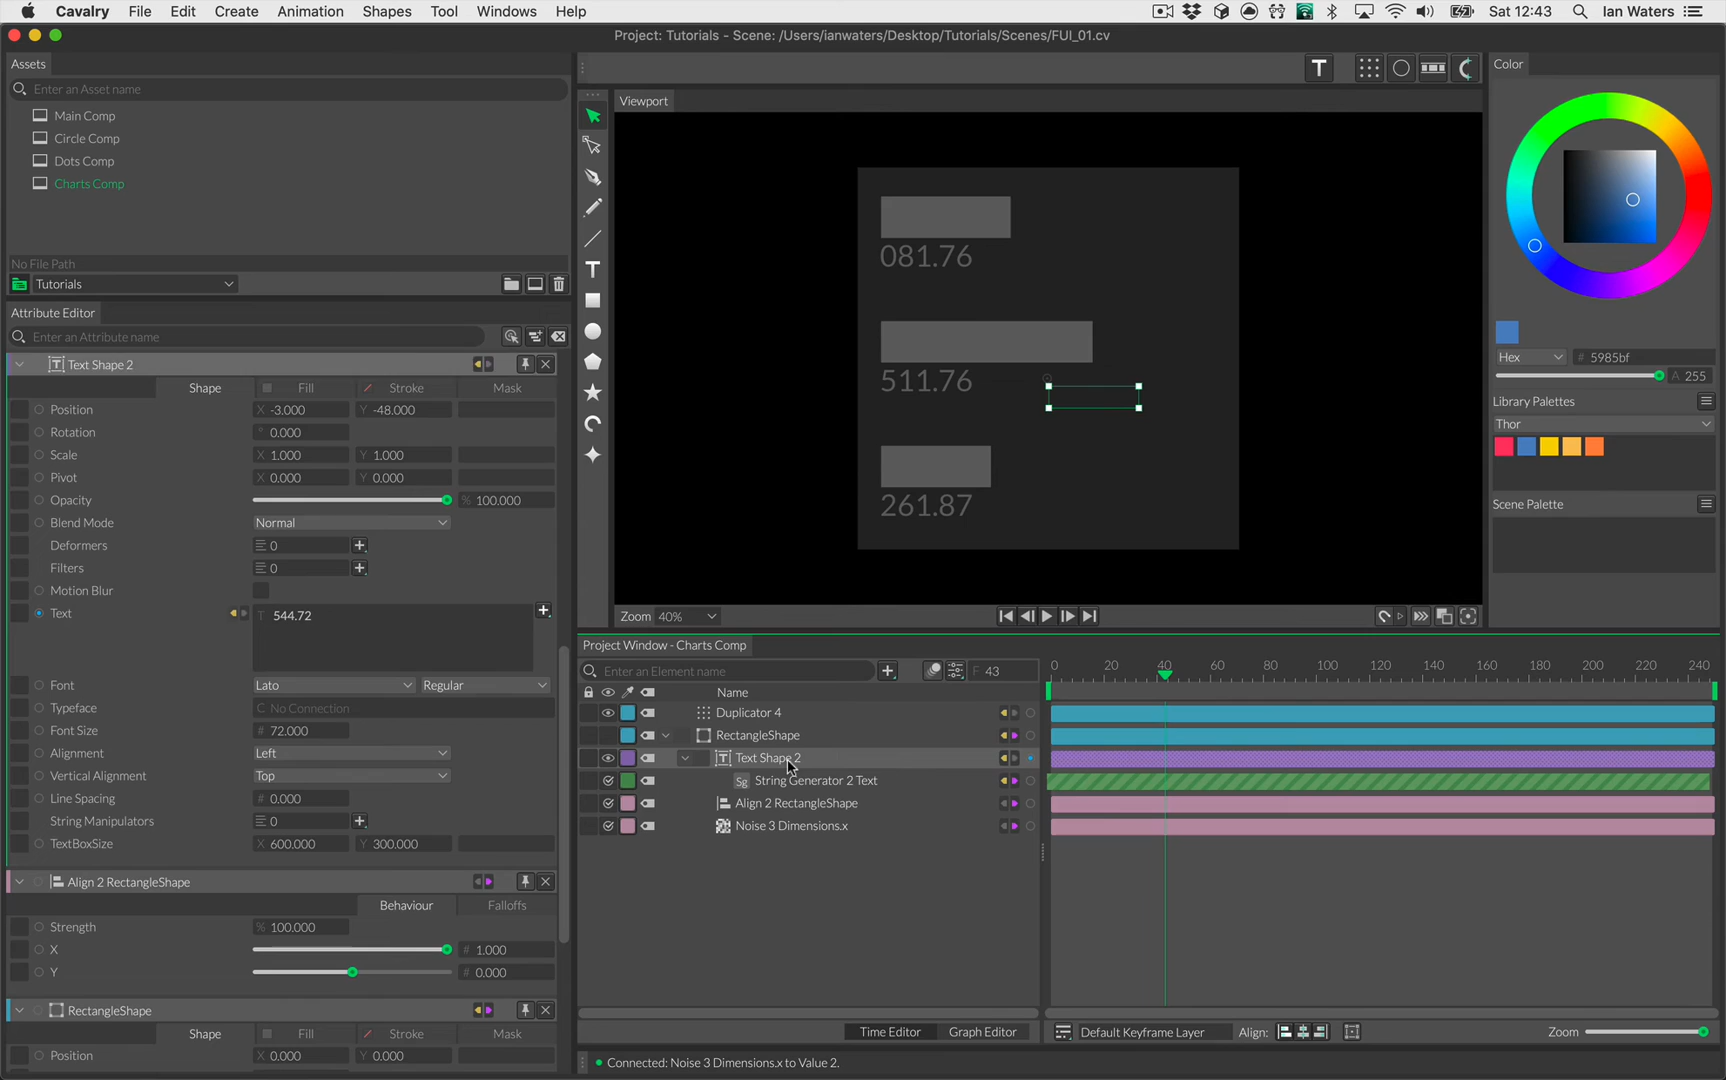 Cavalry File Edit Create Animation Shapes Tool Windows Help Sat 12:43 Ian Waters
Project: Tutorials - Scene: /Users/ianwaters/Desktop/Tutorials/Scenes/FUI_01.cv
Assets
Enter an Asset name
Main Comp
Circle Comp
Dots Comp
Charts Comp
No File Path
Tutorials
Attribute Editor
Enter an Attribute name
Text Shape 2
Shape Fill Stroke Mask
Position X -3.000 Y -48.000
Rotation ° 0.000
Scale X 1.000 Y 1.000
Pivot X 0.000 Y 0.000
Opacity % 100.000
Blend Mode Normal
Deformers 0
Filters 0
Motion Blur
Text T 544.72
Font Lato Regular
Typeface C No Connection
Font Size # 72.000
Alignment Left
Vertical Alignment Top
Line Spacing # 0.000
String Manipulators 0
TextBoxSize X 600.000 Y 300.000
Align 2 RectangleShape
Behaviour Falloffs
Strength % 100.000
X # 1.000
Y # 0.000
RectangleShape
Shape Fill Stroke Mask
Position X 0.000 Y 0.000
Viewport
081.76
511.76
261.87
Zoom 40%
Color
Hex # 5985bf
A 255
Library Palettes
Thor
Scene Palette
Project Window - Charts Comp
Enter an Element name F 43
0 20 40 60 80 100 120 140 160 180 200 220 240
Name
Duplicator 4
RectangleShape
Text Shape 2
Sg String Generator 2 Text
Align 2 RectangleShape
Noise 3 Dimensions.x
Time Editor Graph Editor
Default Keyframe Layer Align: Zoom
Connected: Noise 3 Dimensions.x to Value 2.